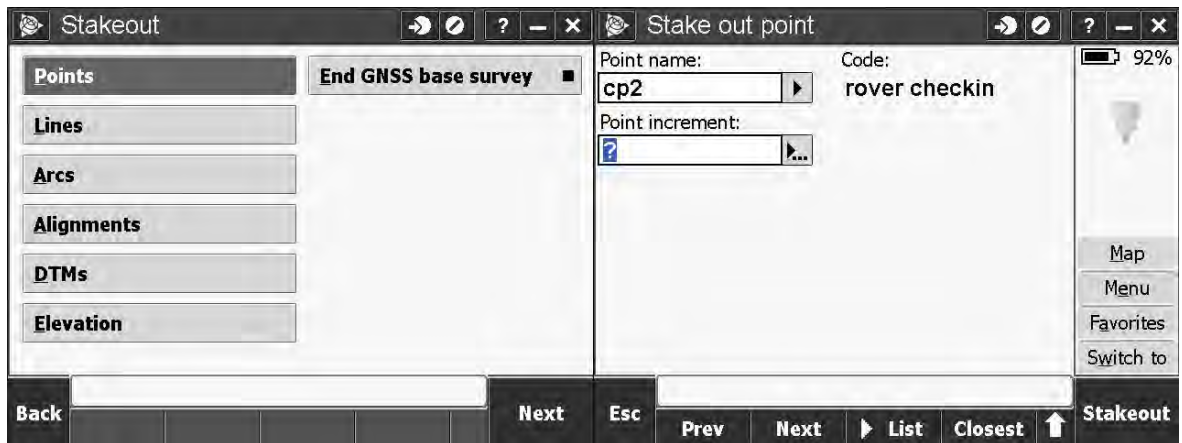 Stakeout
?
Points
End GNSS base survey
Lines
Arcs
Alignments
DTMs
Elevation
Back
Next
Stake out point
?
Point name:
Code:
92%
cp2
rover checkin
Point increment:
?
...
Map
Menu
Favorites
Switch to
Esc
Prev
Next
List
Closest
Stakeout